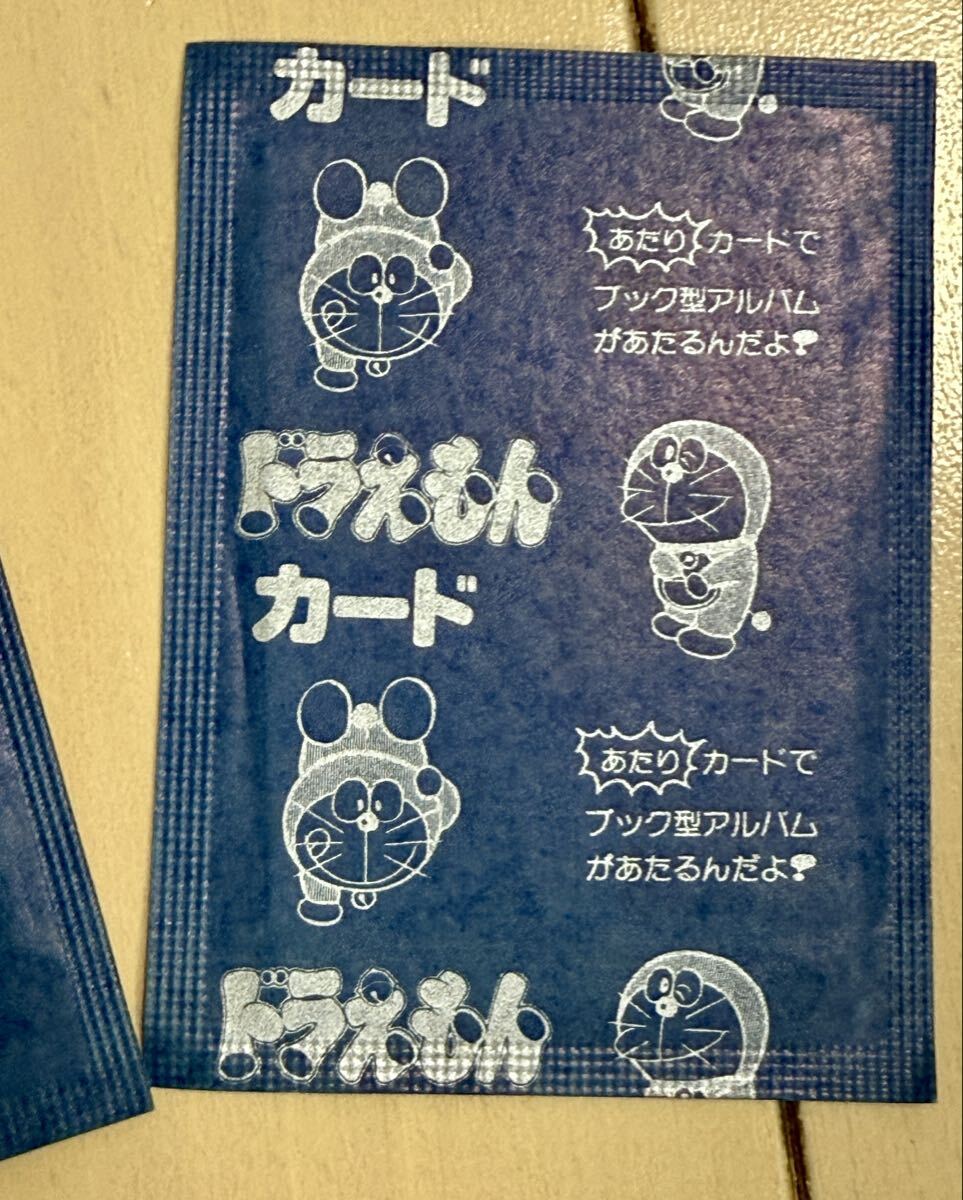 カード
あたり カードで
ブック型アルバム
があたるんだよ!
ドラえもん
カード
あたり カードで
ブック型アルバム
があたるんだよ!
ドラえもん